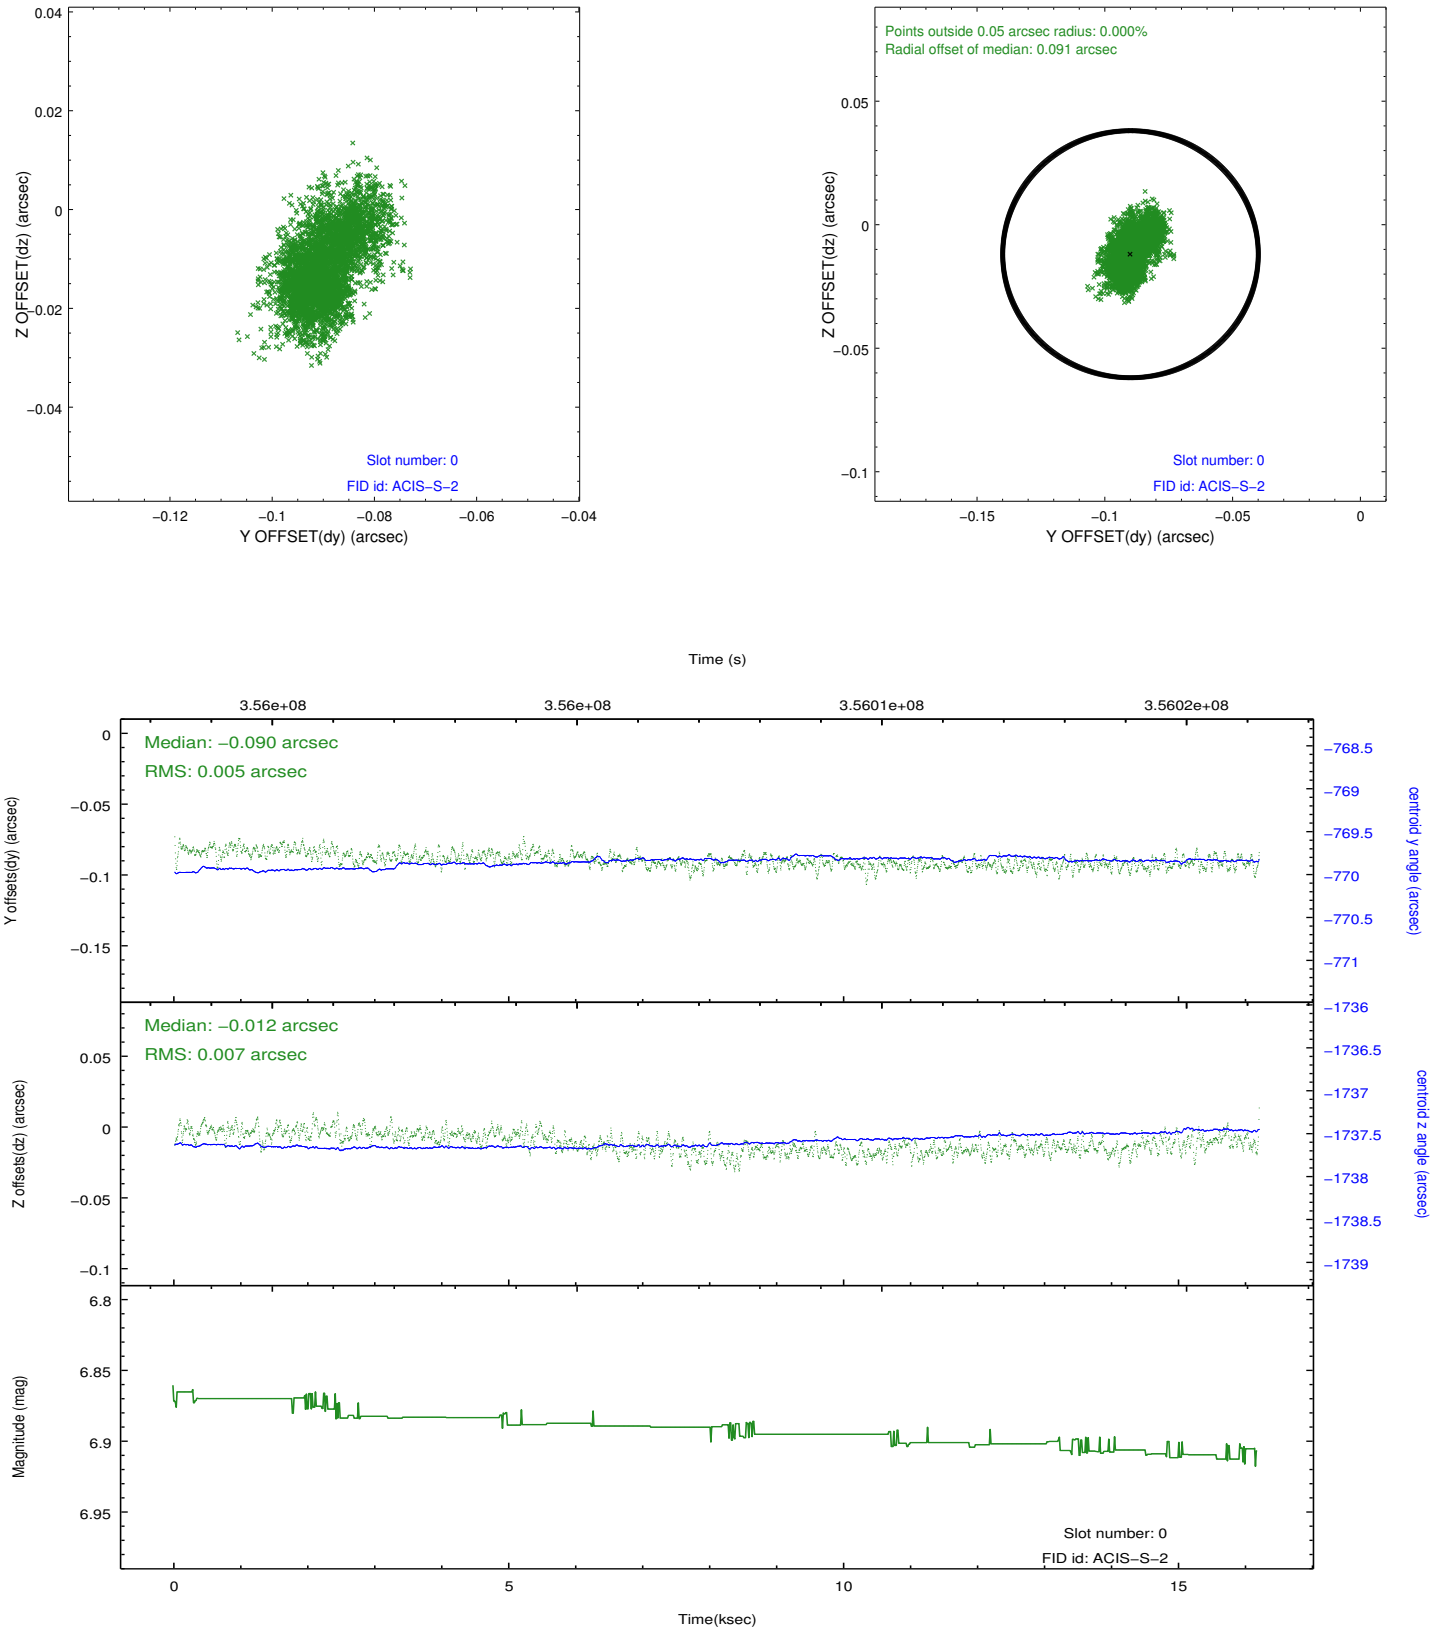 0.04
0.02
0
−0.02
−0.04
Z OFFSET(dz) (arcsec)
Slot number: 0
FID id: ACIS−S−2
−0.12
−0.1
−0.08
−0.06
−0.04
Y OFFSET(dy) (arcsec)
Points outside 0.05 arcsec radius: 0.000%
Radial offset of median: 0.091 arcsec
0.05
0
−0.05
−0.1
Z OFFSET(dz) (arcsec)
Slot number: 0
FID id: ACIS−S−2
−0.15
−0.1
−0.05
0
Y OFFSET(dy) (arcsec)
Time (s)
3.56e+08
3.56e+08
3.5601e+08
3.5602e+08
Median: −0.090 arcsec
RMS: 0.005 arcsec
0
−0.05
−0.1
−0.15
Y offsets(dy) (arcsec)
−768.5
−769
−769.5
−770
−770.5
−771
centroid y angle (arcsec)
Median: −0.012 arcsec
RMS: 0.007 arcsec
0.05
0
−0.05
−0.1
Z offsets(dz) (arcsec)
−1736
−1736.5
−1737
−1737.5
−1738
−1738.5
−1739
centroid z angle (arcsec)
6.8
6.85
6.9
6.95
Magnitude (mag)
Slot number: 0
FID id: ACIS−S−2
0
5
10
15
Time(ksec)